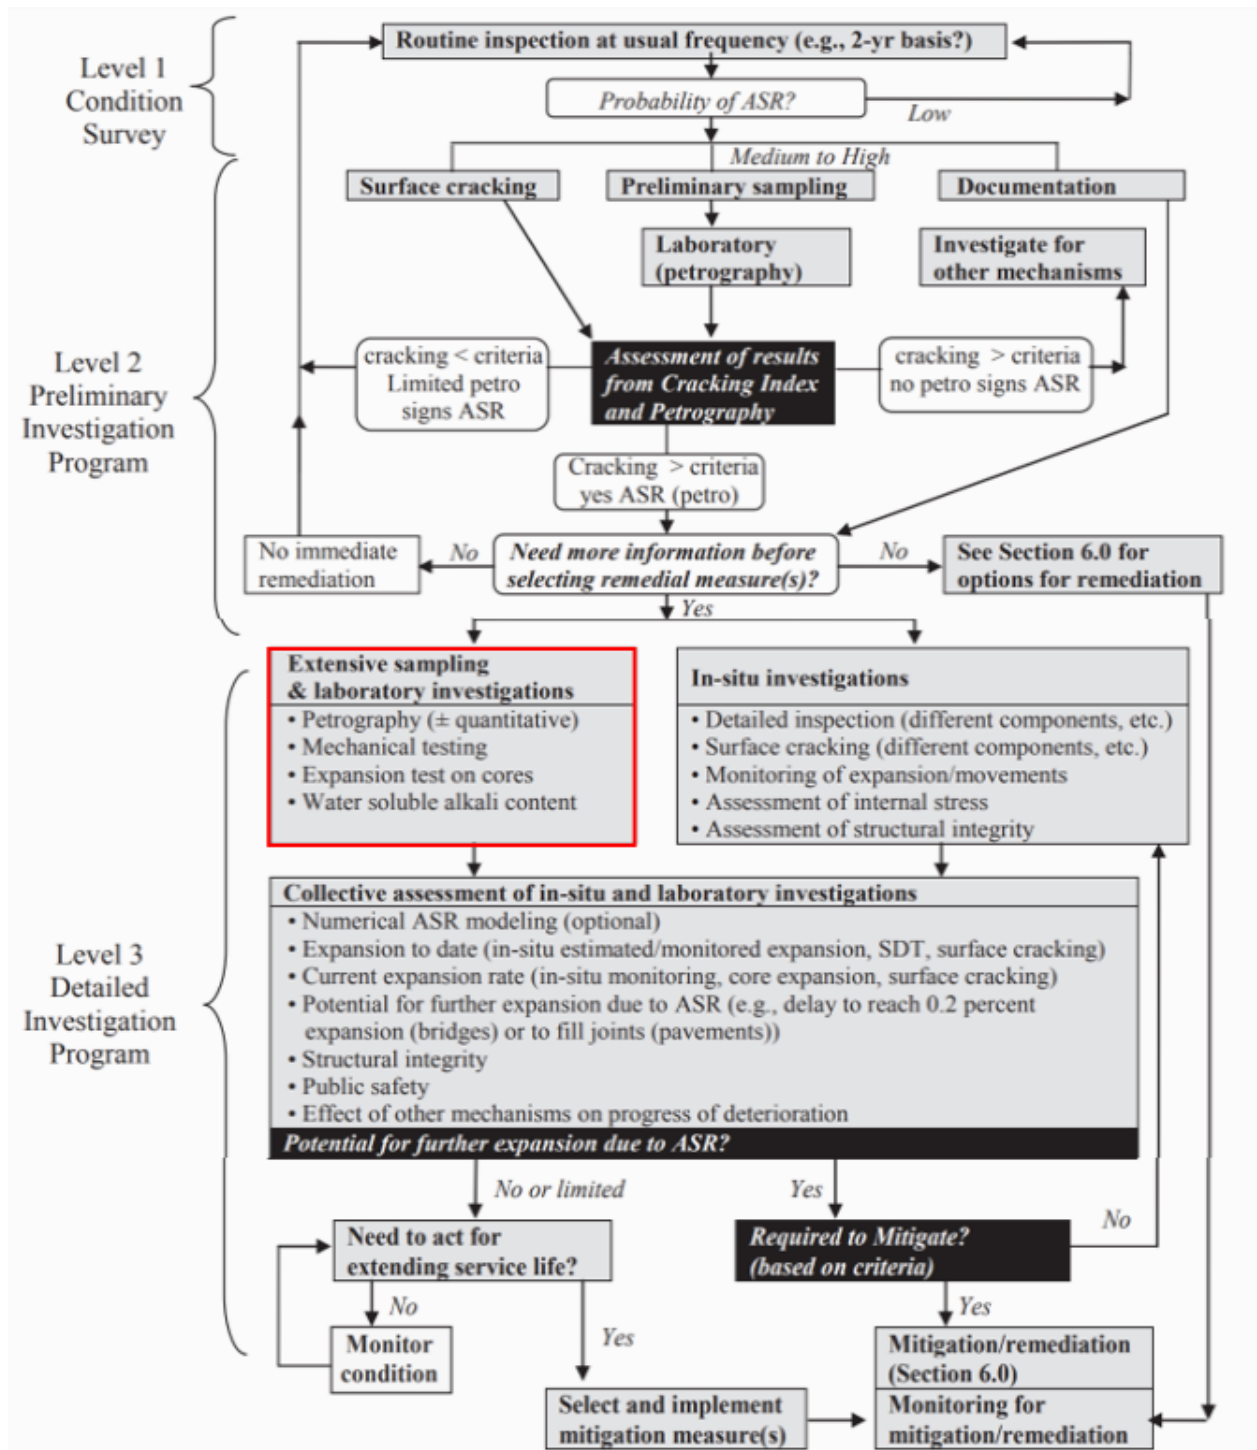 Level 1
Condition
Survey
Routine inspection at usual frequency (e.g., 2-yr basis?)
Probability of ASR?
Low
Medium to High
Surface cracking
Preliminary sampling
Documentation
Laboratory
(petrography)
Investigate for
other mechanisms
Level 2
Preliminary
Investigation
Program
cracking < criteria
Limited petro
signs ASR
Assessment of results
from Cracking Index
and Petrography
cracking > criteria
no petro signs ASR
Cracking > criteria
yes ASR (petro)
No immediate
remediation
No
Need more information before
selecting remedial measure(s)?
No
See Section 6.0 for
options for remediation
Yes
Level 3
Detailed
Investigation
Program
Extensive sampling
& laboratory investigations
• Petrography (± quantitative)
• Mechanical testing
• Expansion test on cores
• Water soluble alkali content
In-situ investigations
• Detailed inspection (different components, etc.)
• Surface cracking (different components, etc.)
• Monitoring of expansion/movements
• Assessment of internal stress
• Assessment of structural integrity
Collective assessment of in-situ and laboratory investigations
• Numerical ASR modeling (optional)
• Expansion to date (in-situ estimated/monitored expansion, SDT, surface cracking)
• Current expansion rate (in-situ monitoring, core expansion, surface cracking)
• Potential for further expansion due to ASR (e.g., delay to reach 0.2 percent
expansion (bridges) or to fill joints (pavements))
• Structural integrity
• Public safety
• Effect of other mechanisms on progress of deterioration
Potential for further expansion due to ASR?
No or limited
Yes
Need to act for
extending service life?
Required to Mitigate?
(based on criteria)
No
No
Yes
Yes
Monitor
condition
Mitigation/remediation
(Section 6.0)
Select and implement
mitigation measure(s)
Monitoring for
mitigation/remediation